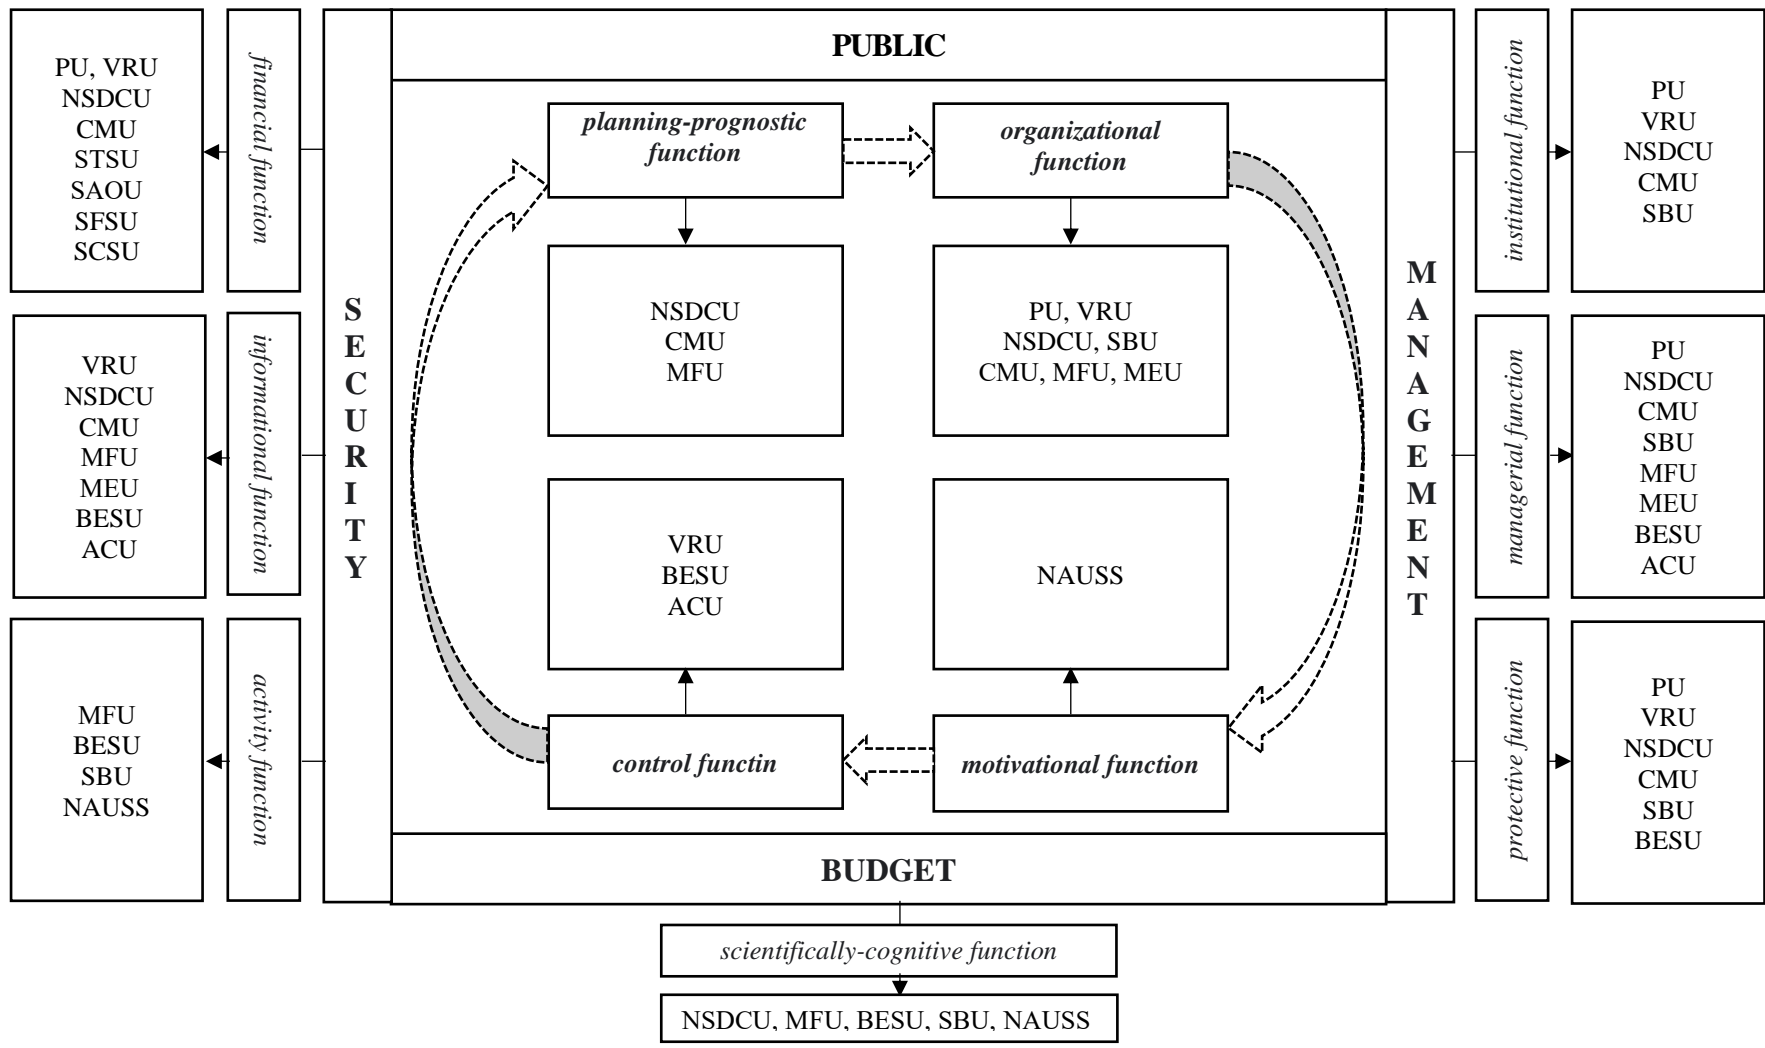 PUBLIC
financial function
PU, VRU
NSDCU
CMU
STSU
SAOU
SFSU
SCSU
informational function
VRU
NSDCU
CMU
MFU
MEU
BESU
ACU
activity function
MFU
BESU
SBU
NAUSS
SECURITY
planning-prognostic
function
NSDCU
CMU
MFU
organizational
function
PU, VRU
NSDCU, SBU
CMU, MFU, MEU
VRU
BESU
ACU
control functin
NAUSS
motivational function
MANAGEMENT
institutional function
PU
VRU
NSDCU
CMU
SBU
managerial function
PU
NSDCU
CMU
SBU
MFU
MEU
BESU
ACU
protective function
PU
VRU
NSDCU
CMU
SBU
BESU
BUDGET
scientifically-cognitive function
NSDCU, MFU, BESU, SBU, NAUSS